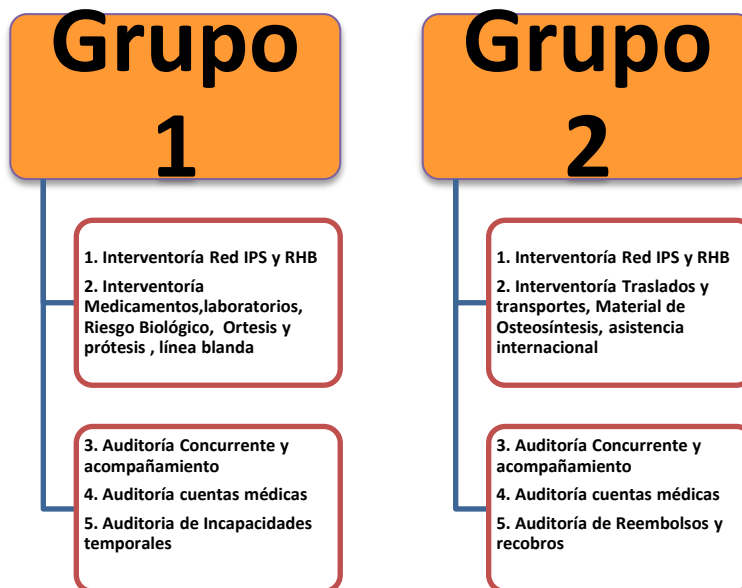 Grupo
1
1. Interventoría Red IPS y RHB
2. Interventoría
Medicamentos,laboratorios,
Riesgo Biológico, Ortesis y
prótesis , línea blanda
3. Auditoría Concurrente y
acompañamiento
4. Auditoría cuentas médicas
5. Auditoria de Incapacidades
temporales
Grupo
2
1. Interventoría Red IPS y RHB
2. Interventoría Traslados y
transportes, Material de
Osteosíntesis, asistencia
internacional
3. Auditoría Concurrente y
acompañamiento
4. Auditoría cuentas médicas
5. Auditoría de Reembolsos y
recobros